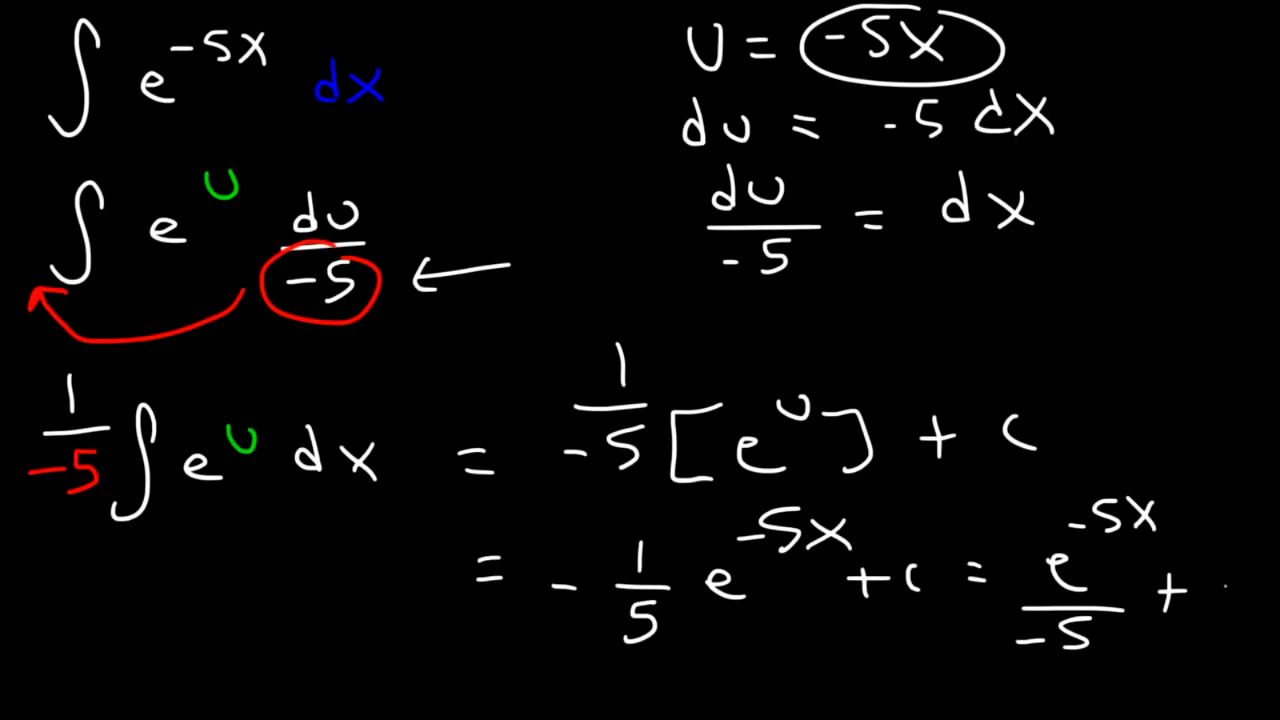 ∫ e^{-5x} dx
u = -5x
du = -5 dx
du/-5 = dx
∫ e^u du/-5 ←
1/-5 ∫ e^u dx = 1/-5 [e^u] + c
= -1/5 e^{-5x} + c = e^{-5x}/-5 +